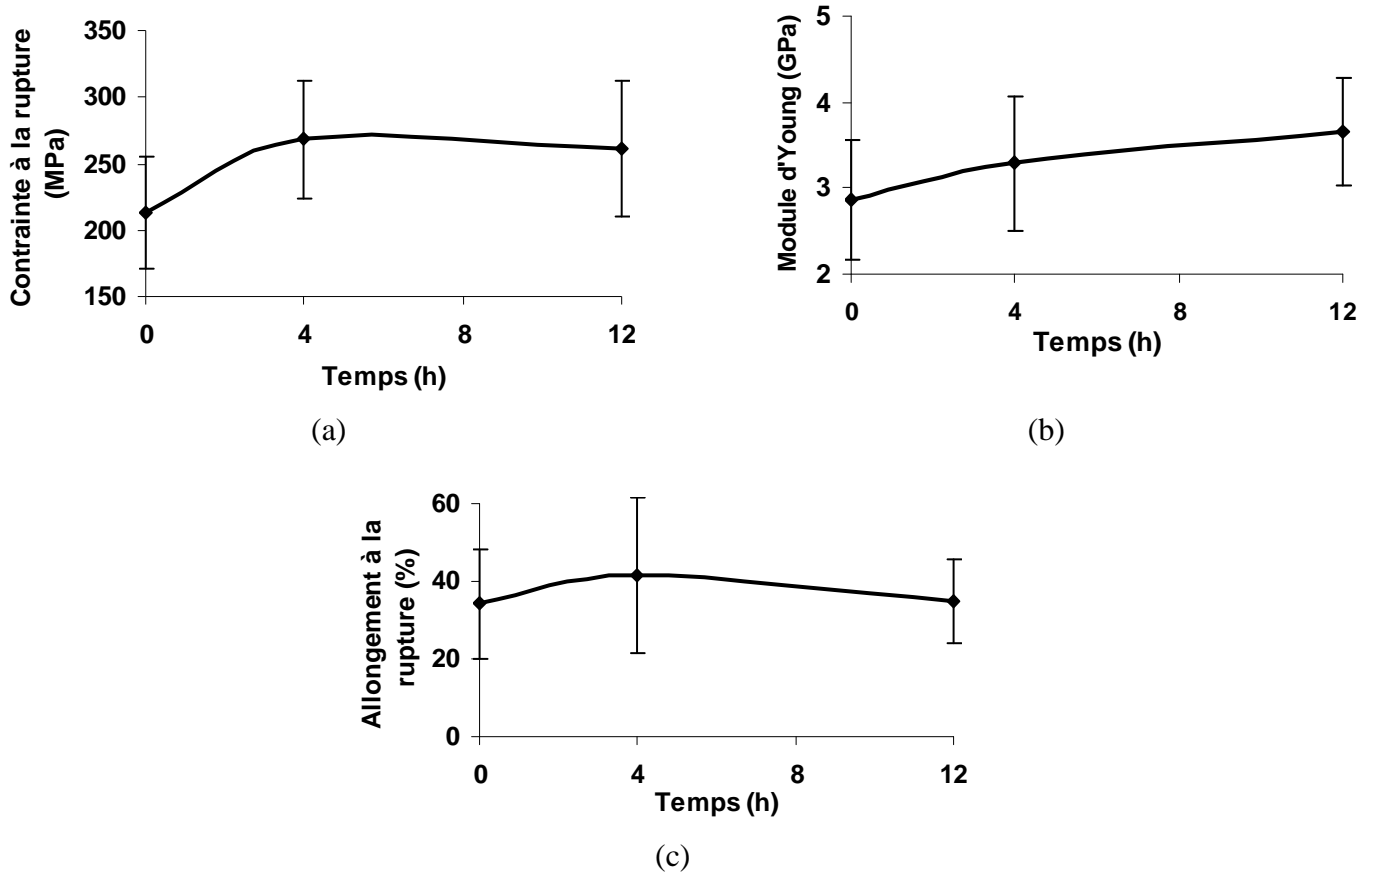 350
300
250
200
150
Contrainte à la rupture
(MPa)
0 4 8 12
Temps (h)
(a)
5
4
3
2
Module d'Young (GPa)
0 4 8 12
Temps (h)
(b)
60
40
20
0
Allongement à la
rupture (%)
0 4 8 12
Temps (h)
(c)